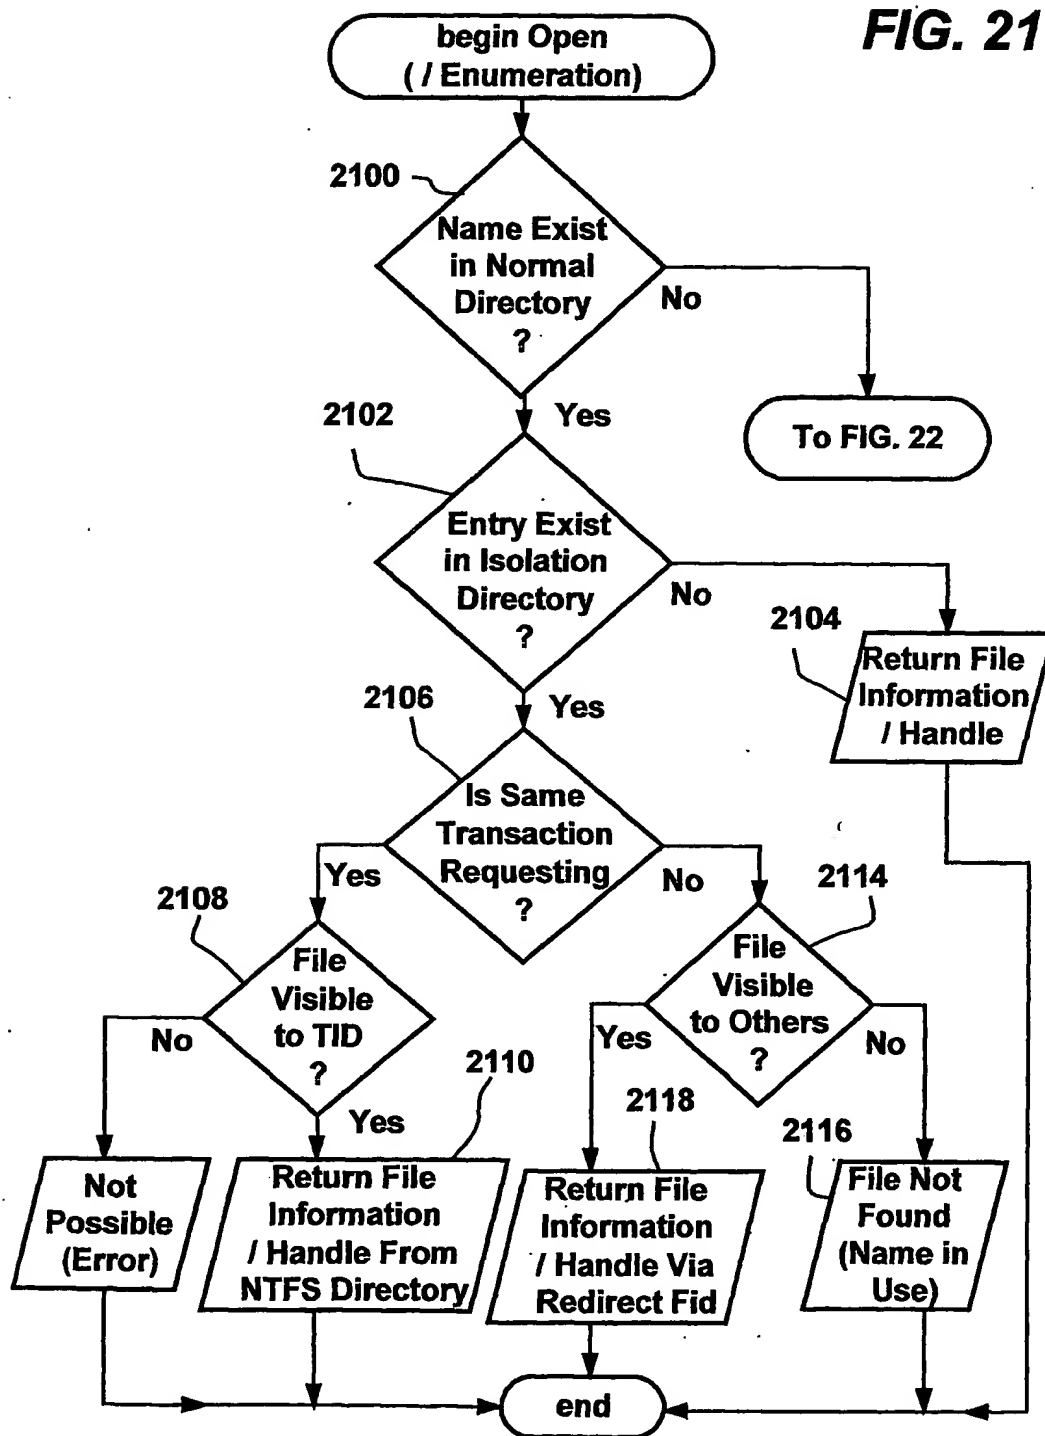 FIG. 21
begin Open
( / Enumeration)
2100
Name Exist
in Normal
Directory
?
No
Yes
To FIG. 22
2102
Entry Exist
in Isolation
Directory
?
No
Yes
2104
Return File
Information
/ Handle
2106
Is Same
Transaction
Requesting
?
Yes
No
2108
File
Visible
to TID
?
No
Yes
2114
File
Visible
to Others
?
Yes
No
2110
2118
2116
Not
Possible
(Error)
Return File
Information
/ Handle From
NTFS Directory
Return File
Information
/ Handle Via
Redirect Fid
File Not
Found
(Name in
Use)
end